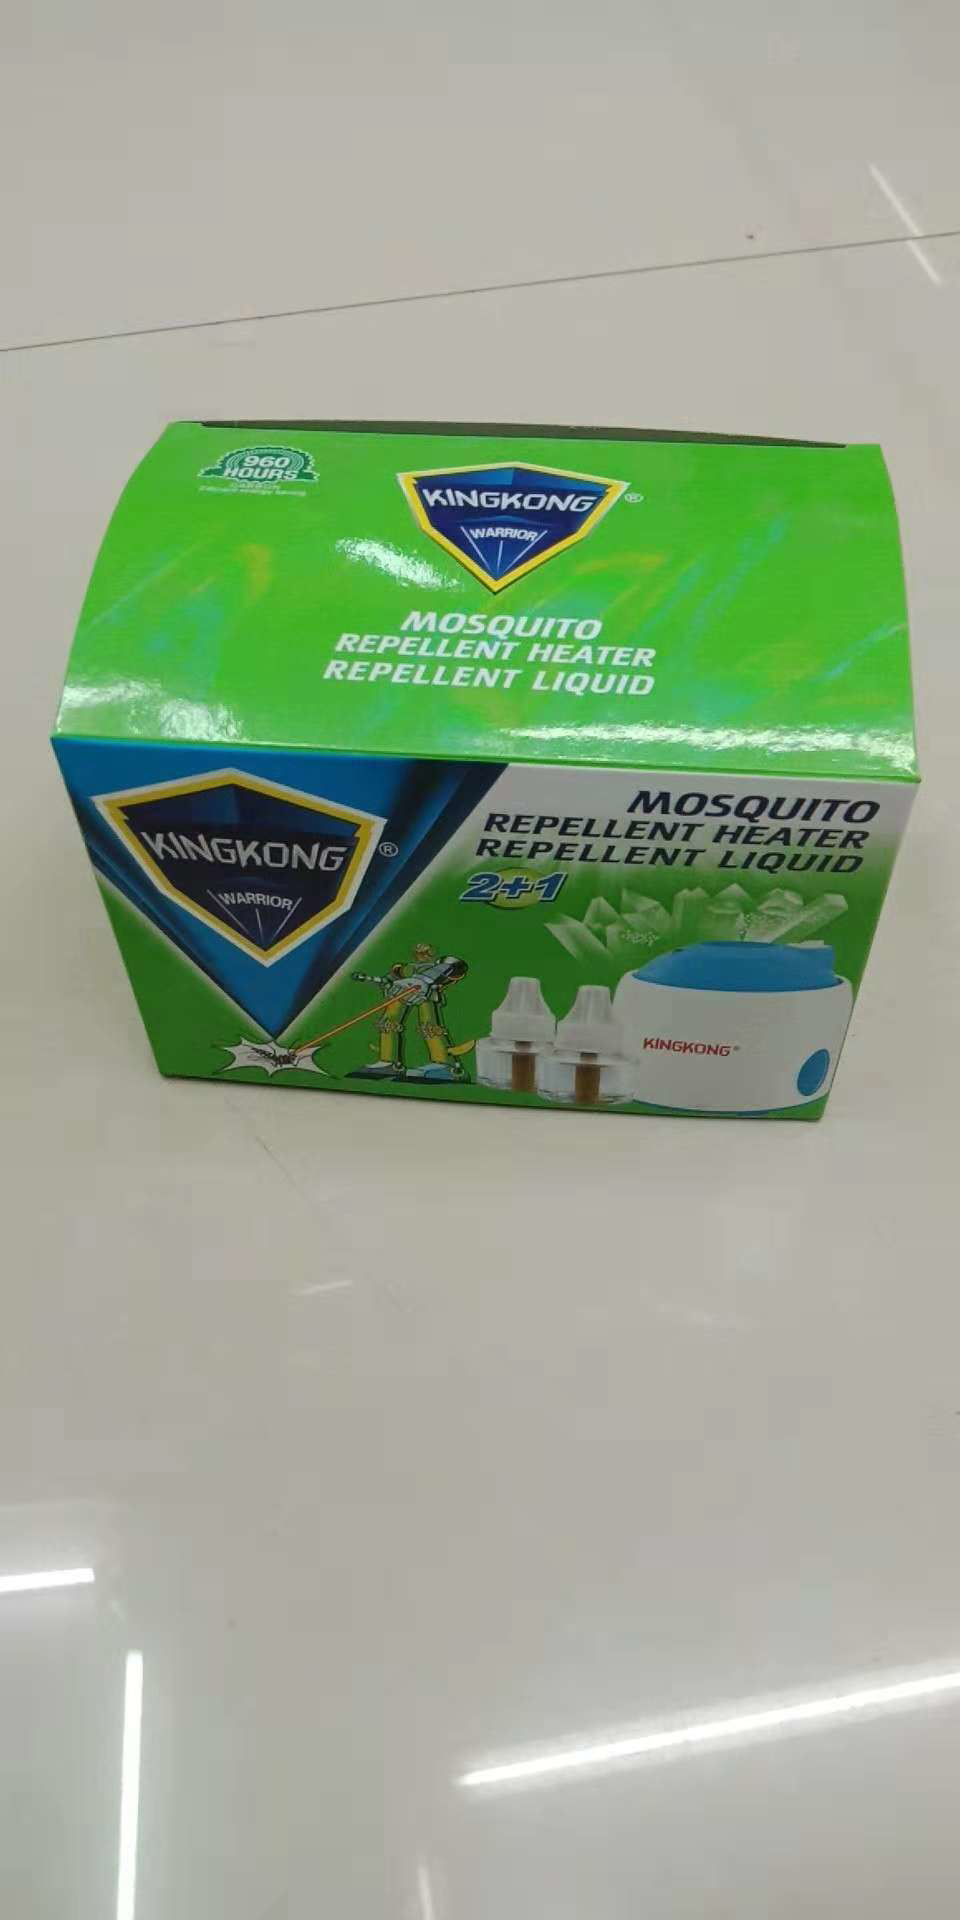 960
HOURS
KINGKONG
®
WARRIOR
MOSQUITO
REPELLENT HEATER
REPELLENT LIQUID
KINGKONG
®
WARRIOR
MOSQUITO
REPELLENT HEATER
REPELLENT LIQUID
2+1
KINGKONG®